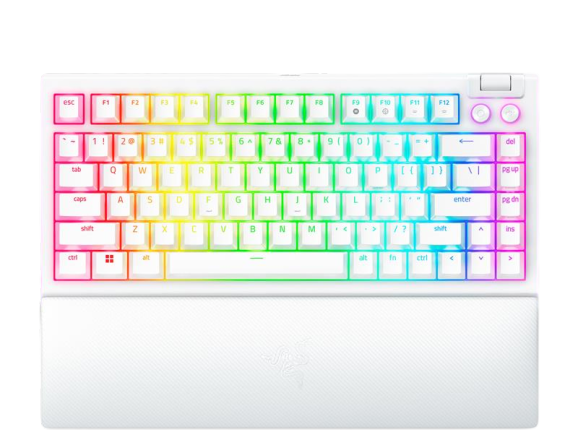 esc F1 F2 F3 F4 F5 F6 F7 F8 F9 F10 F11 F12
` ~ 1 ! 2 @ 3 # 4 $ 5 % 6 ^ 7 & 8 * 9 ( 0 ) - _ = + ← del
tab Q W E R T Y U I O P [ { ] } \ | pg up
caps A S D F G H J K L ; : ' " enter pg dn
shift Z X C V B N M , < . > / ? shift ^ ins
ctrl alt alt fn ctrl < v >